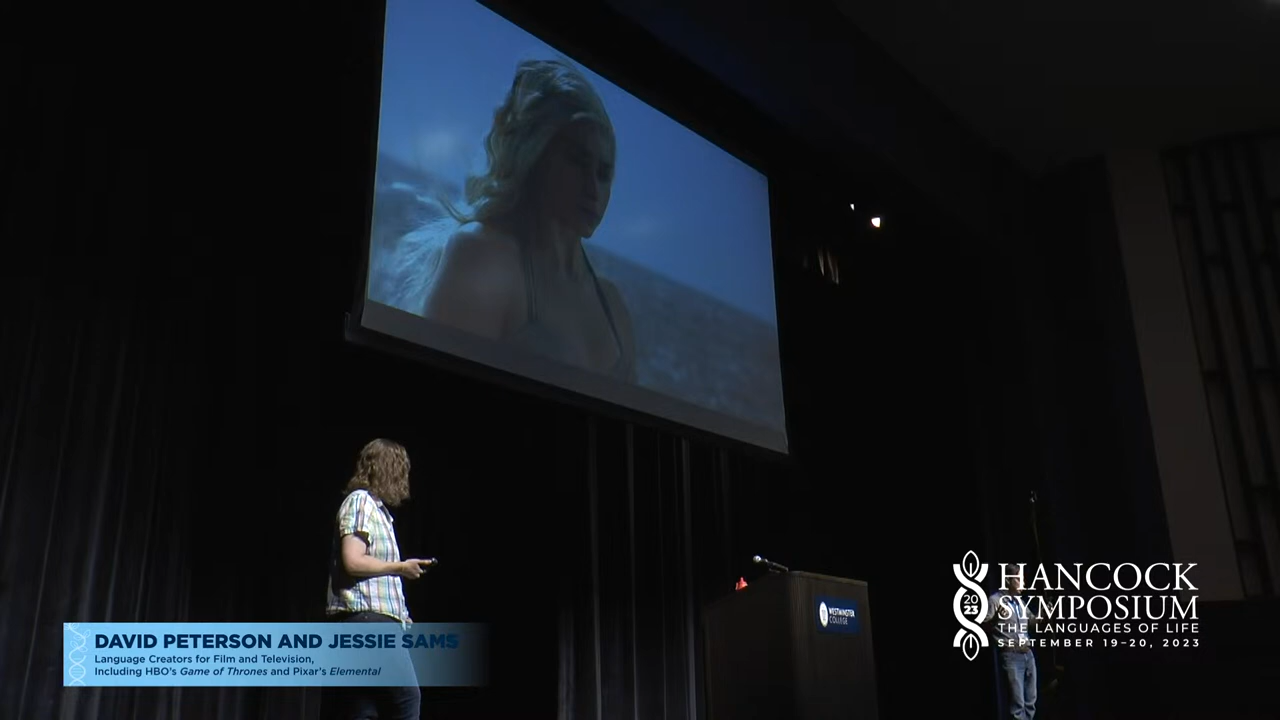 WESTMINSTER
COLLEGE
DAVID PETERSON AND JESSIE SAMS
Language Creators for Film and Television,
Including HBO's Game of Thrones and Pixar's Elemental
20
23
HANCOCK
SYMPOSIUM
THE LANGUAGES OF LIFE
SEPTEMBER 19–20, 2023